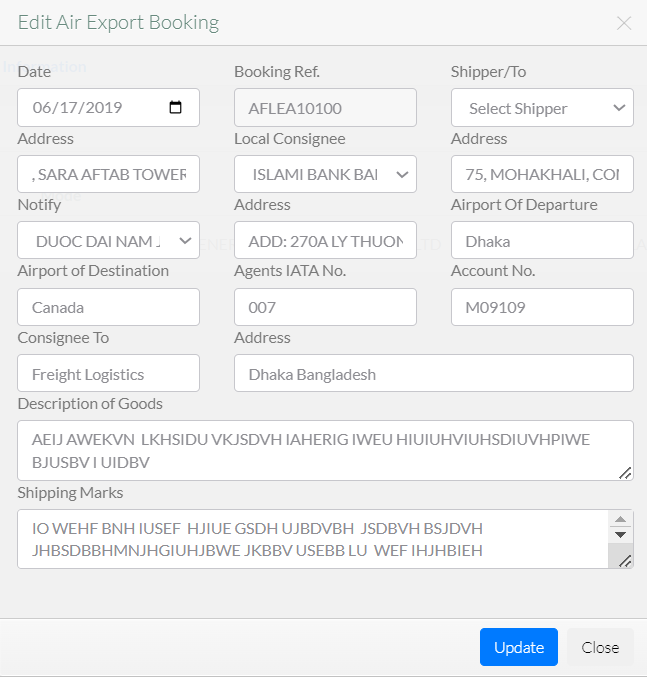 Edit Air Export Booking
Information
Date Booking Ref. Shipper/To
06/17/2019 AFLEA10100 Select Shipper
Address Local Consignee Address
, SARA AFTAB TOWER ISLAMI BANK BAI 75, MOHAKHALI, COM
Notify Address Airport Of Departure
DUOC DAI NAM J ADD: 270A LY THUON Dhaka
Airport of Destination Agents IATA No. Account No.
Canada 007 M09109
Consignee To Address
Freight Logistics Dhaka Bangladesh
Description of Goods
AEIJ AWEKVN LKHSIDU VKJSDVH IAHERIG IWEU HIUIUHVIUHSDIUVHPIWE
BJUSBV I UIDBV
Shipping Marks
IO WEHF BNH IUSEF HJIUE GSDH UJBDVBH JSDBVH BSJDVH
JHBSDBBHMNJHGIUHJBWE JKBBV USEBB LU WEF IHJHBIEH
Update Close